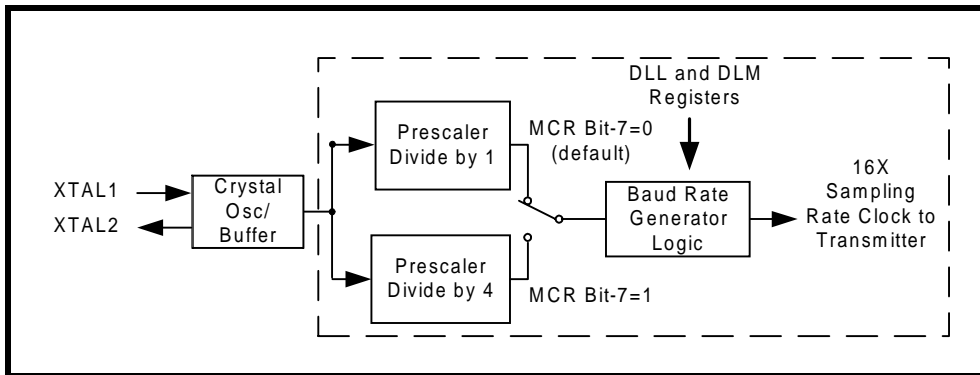 DLL and DLM
Registers
Prescaler
Divide by 1
MCR Bit-7=0
(default)
XTAL1
XTAL2
Crystal
Osc/
Buffer
Baud Rate
Generator
Logic
16X
Sampling
Rate Clock to
Transmitter
Prescaler
Divide by 4
MCR Bit-7=1